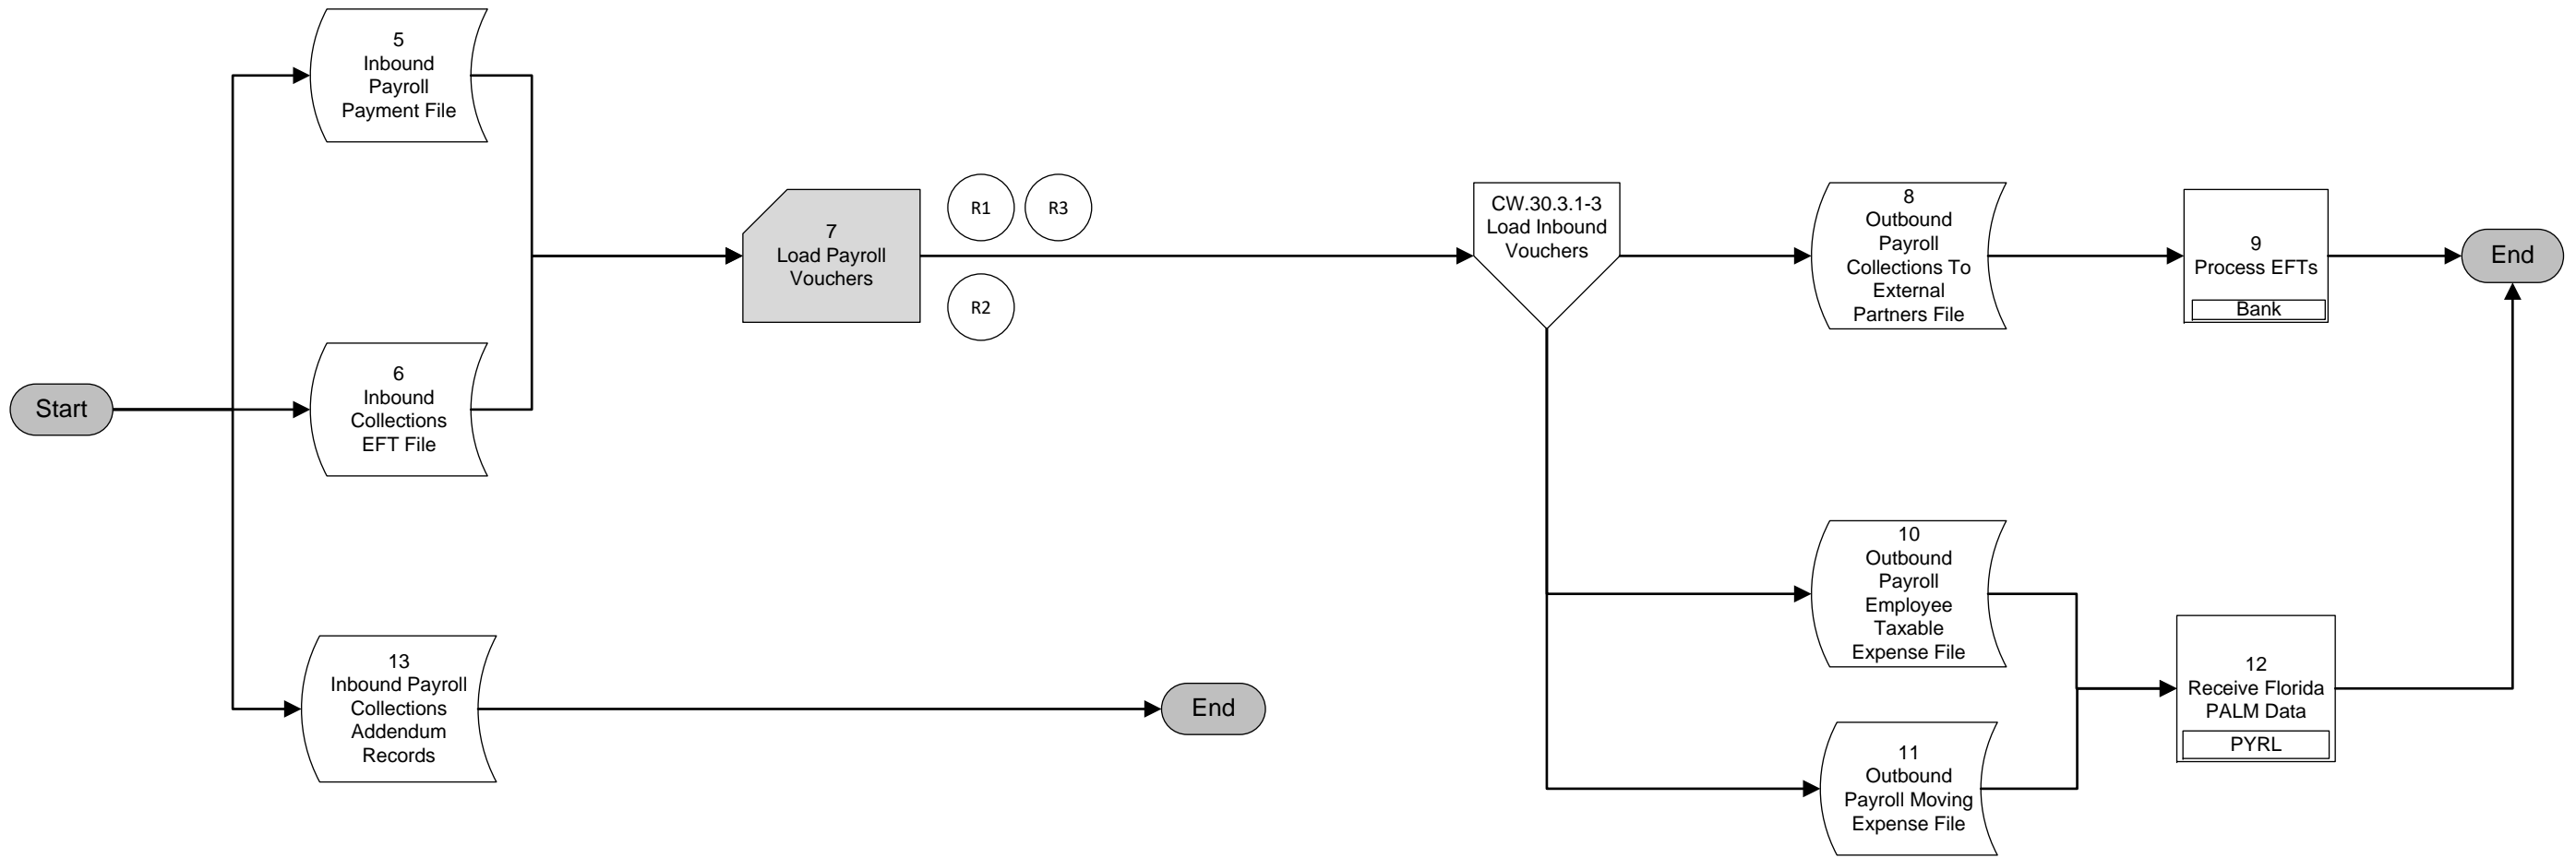 Start
5
Inbound
Payroll
Payment File
6
Inbound
Collections
EFT File
13
Inbound Payroll
Collections
Addendum
Records
End
7
Load Payroll
Vouchers
R1
R3
R2
CW.30.3.1-3
Load Inbound
Vouchers
8
Outbound
Payroll
Collections To
External
Partners File
9
Process EFTs
Bank
End
10
Outbound
Payroll
Employee
Taxable
Expense File
11
Outbound
Payroll Moving
Expense File
12
Receive Florida
PALM Data
PYRL